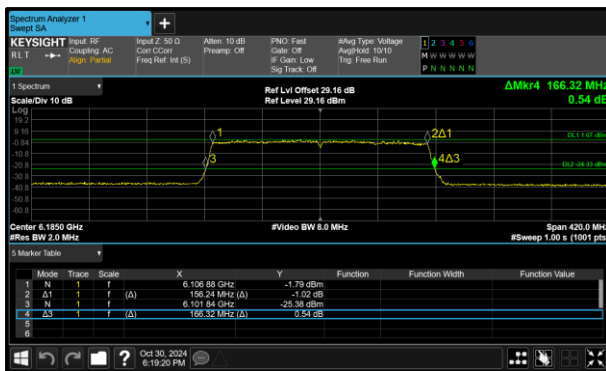 Spectrum Analyzer 1
Swept SA
KEYSIGHT Input: RF Input Z: 50 Ω Atten: 10 dB PNO: Fast #Avg Type: Voltage 1 2 3 4 5 6
RLT Coupling: AC Corr CCorr Preamp: Off Gate: Off Avg|Hold: 10/10 M W W W W W
Align: Partial Freq Ref: Int (S) IF Gain: Low Trig: Free Run P N N N N N
Sig Track: Off
1 Spectrum Ref Lvl Offset 29.16 dB ΔMkr4 166.32 MHz
Scale/Div 10 dB Ref Level 29.16 dBm 0.54 dB
Log
19.2
9.16 1 2Δ1 DL1 1.67 dBm
-0.84
-10.8 3 4Δ3
-20.8 DL2 -24.33 dBm
-30.8
-40.8
-50.8
-60.8
Center 6.1850 GHz #Video BW 8.0 MHz Span 420.0 MHz
#Res BW 2.0 MHz #Sweep 1.00 s (1001 pts
5 Marker Table
Mode Trace Scale X Y Function Function Width Function Value
1 N 1 f 6.106 88 GHz -1.79 dBm
2 Δ1 1 f (Δ) 156.24 MHz (Δ) -1.02 dB
3 N 1 f 6.101 84 GHz -25.38 dBm
4 Δ3 1 f (Δ) 166.32 MHz (Δ) 0.54 dB
5
6
Oct 30, 2024
6:19:20 PM